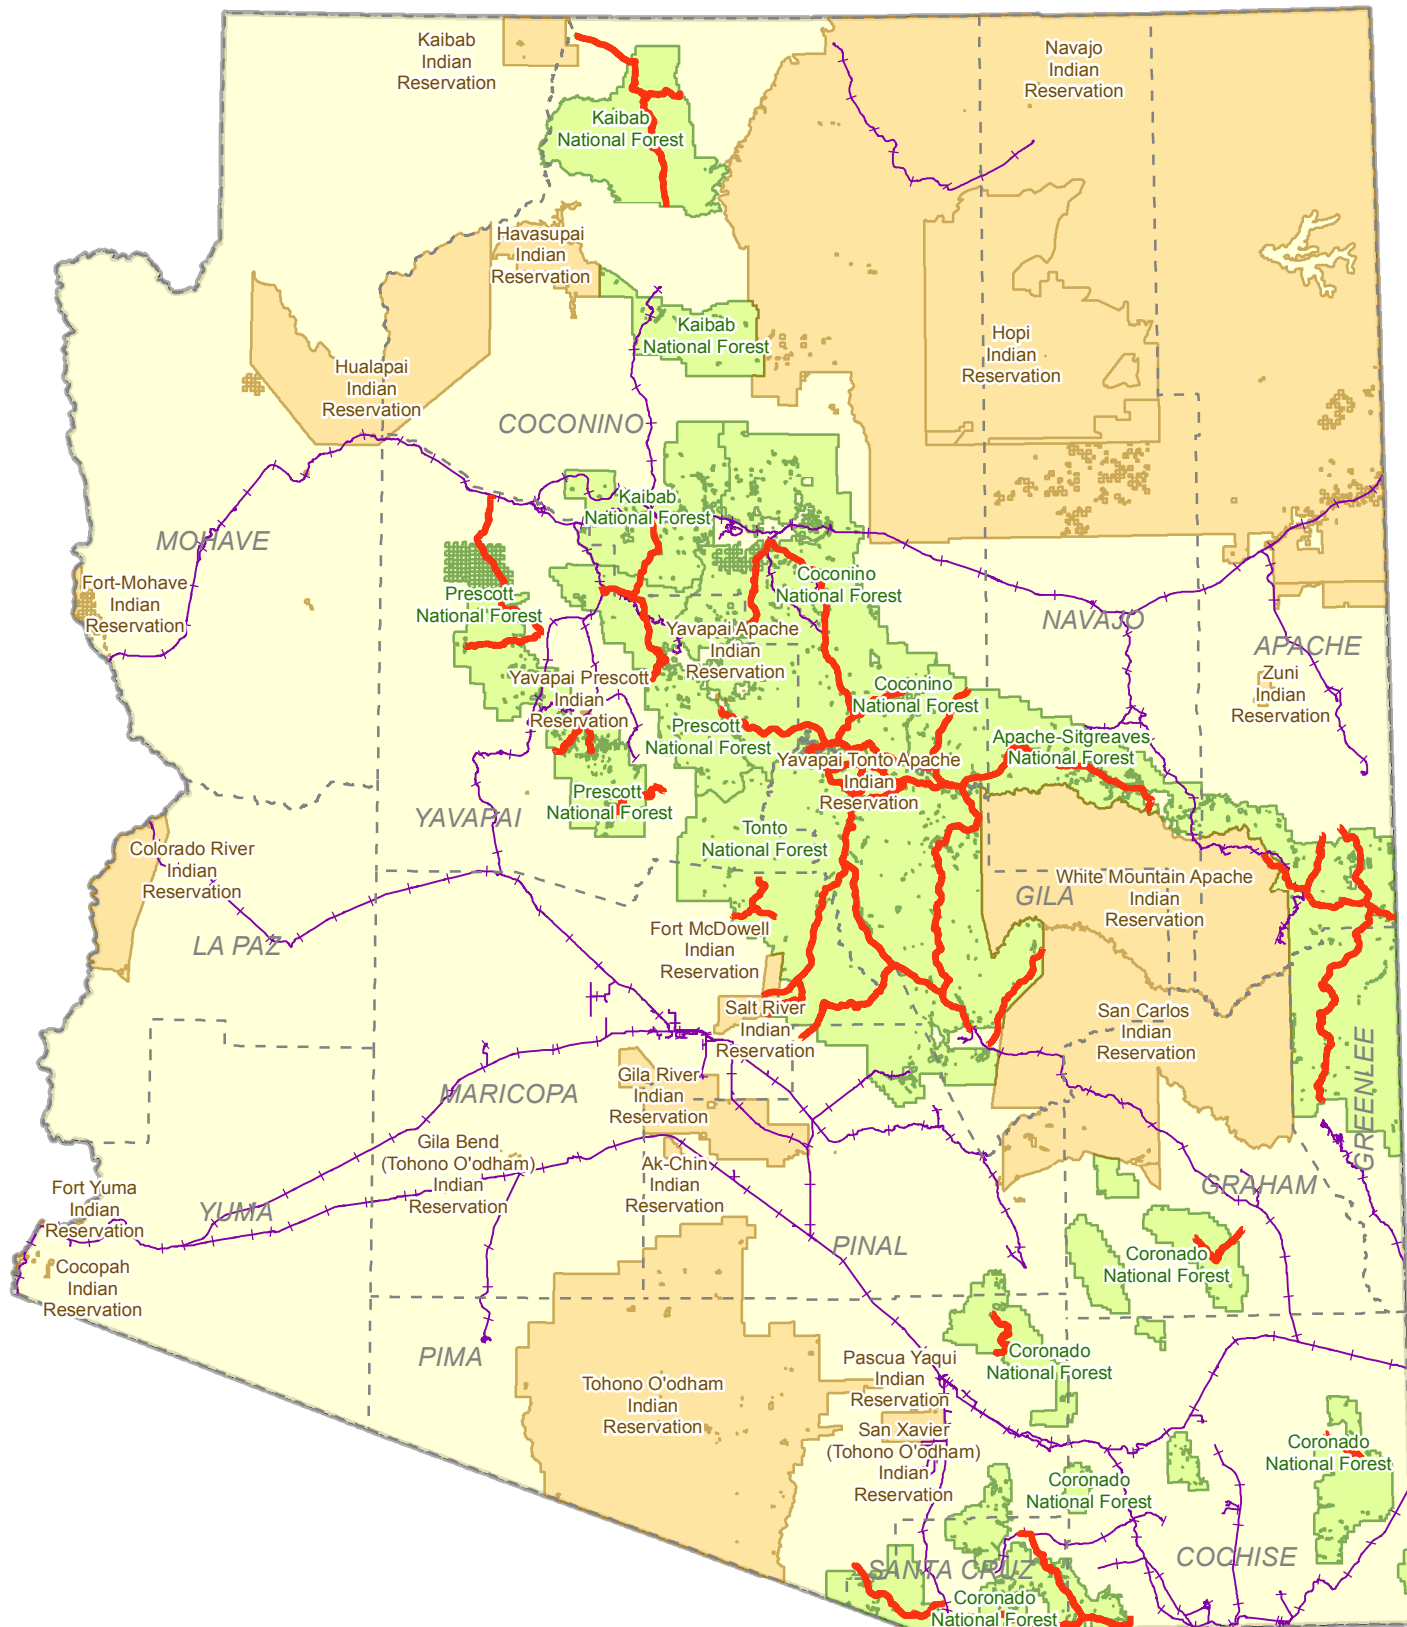 Kaibab
Indian
Reservation
Navajo
Indian
Reservation
Kaibab
National Forest
Havasupai
Indian
Reservation
Kaibab
National Forest
Hopi
Indian
Reservation
Hualapai
Indian
Reservation
COCONINO
Kaibab
National Forest
MOHAVE
Fort-Mohave
Indian
Reservation
Prescott
National Forest
Coconino
National Forest
NAVAJO
APACHE
Yavapai Apache
Indian
Reservation
Zuni
Indian
Reservation
Yavapai Prescott
Indian
Reservation
Coconino
National Forest
Prescott
National Forest
Apache-Sitgreaves
National Forest
Yavapai Tonto Apache
Indian
Reservation
Prescott
National Forest
YAVAPAI
Tonto
National Forest
Colorado River
Indian
Reservation
White Mountain Apache
Indian
Reservation
GILA
LA PAZ
Fort McDowell
Indian
Reservation
Salt River
Indian
Reservation
San Carlos
Indian
Reservation
GREENLEE
MARICOPA
Gila River
Indian
Reservation
Gila Bend
(Tohono O'odham)
Indian
Reservation
Ak-Chin
Indian
Reservation
GRAHAM
Fort Yuma
Indian
Reservation
YUMA
PINAL
Coronado
National Forest
Cocopah
Indian
Reservation
PIMA
Pascua Yaqui
Indian
Reservation
Coronado
National Forest
Tohono O'odham
Indian
Reservation
San Xavier
(Tohono O'odham)
Indian
Reservation
Coronado
National Forest
Coronado
National Forest
COCHISE
SANTA CRUZ
Coronado
National Forest